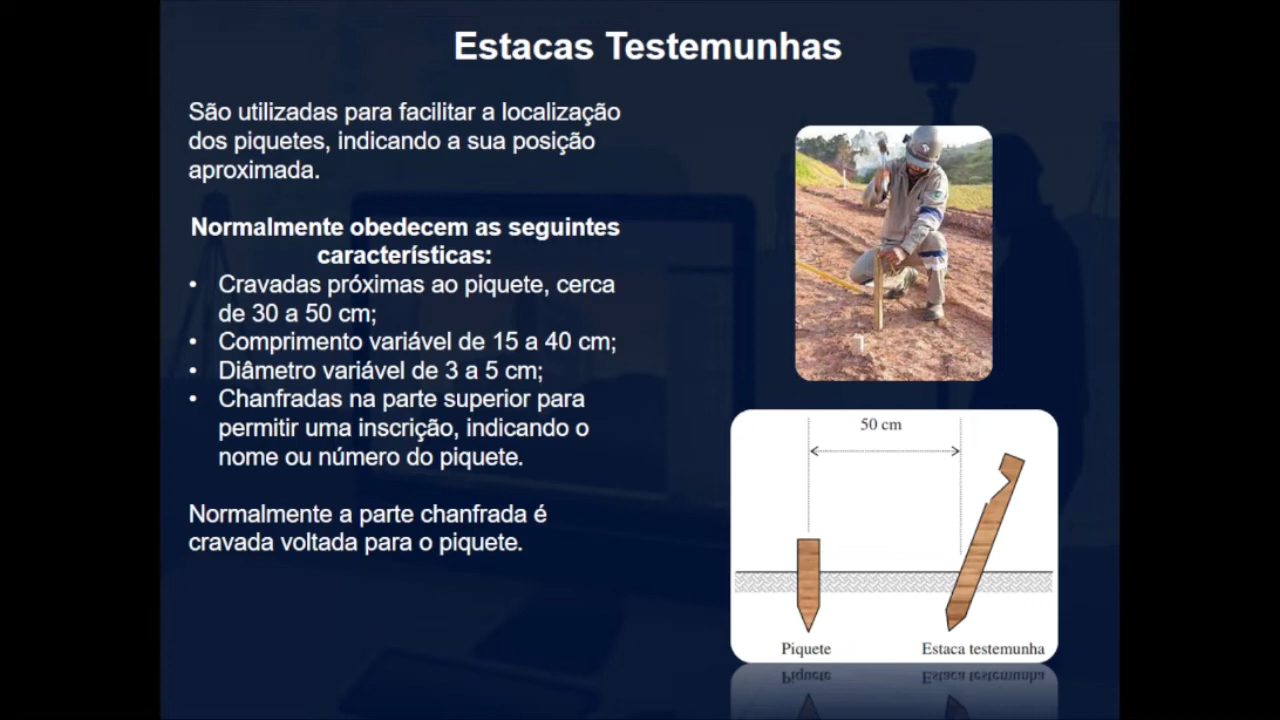 Estacas Testemunhas
São utilizadas para facilitar a localização
dos piquetes, indicando a sua posição
aproximada.
Normalmente obedecem as seguintes
características:
• Cravadas próximas ao piquete, cerca
de 30 a 50 cm;
• Comprimento variável de 15 a 40 cm;
• Diâmetro variável de 3 a 5 cm;
• Chanfradas na parte superior para
permitir uma inscrição, indicando o
nome ou número do piquete.
Normalmente a parte chanfrada é
cravada voltada para o piquete.
50 cm
Piquete
Estaca testemunha